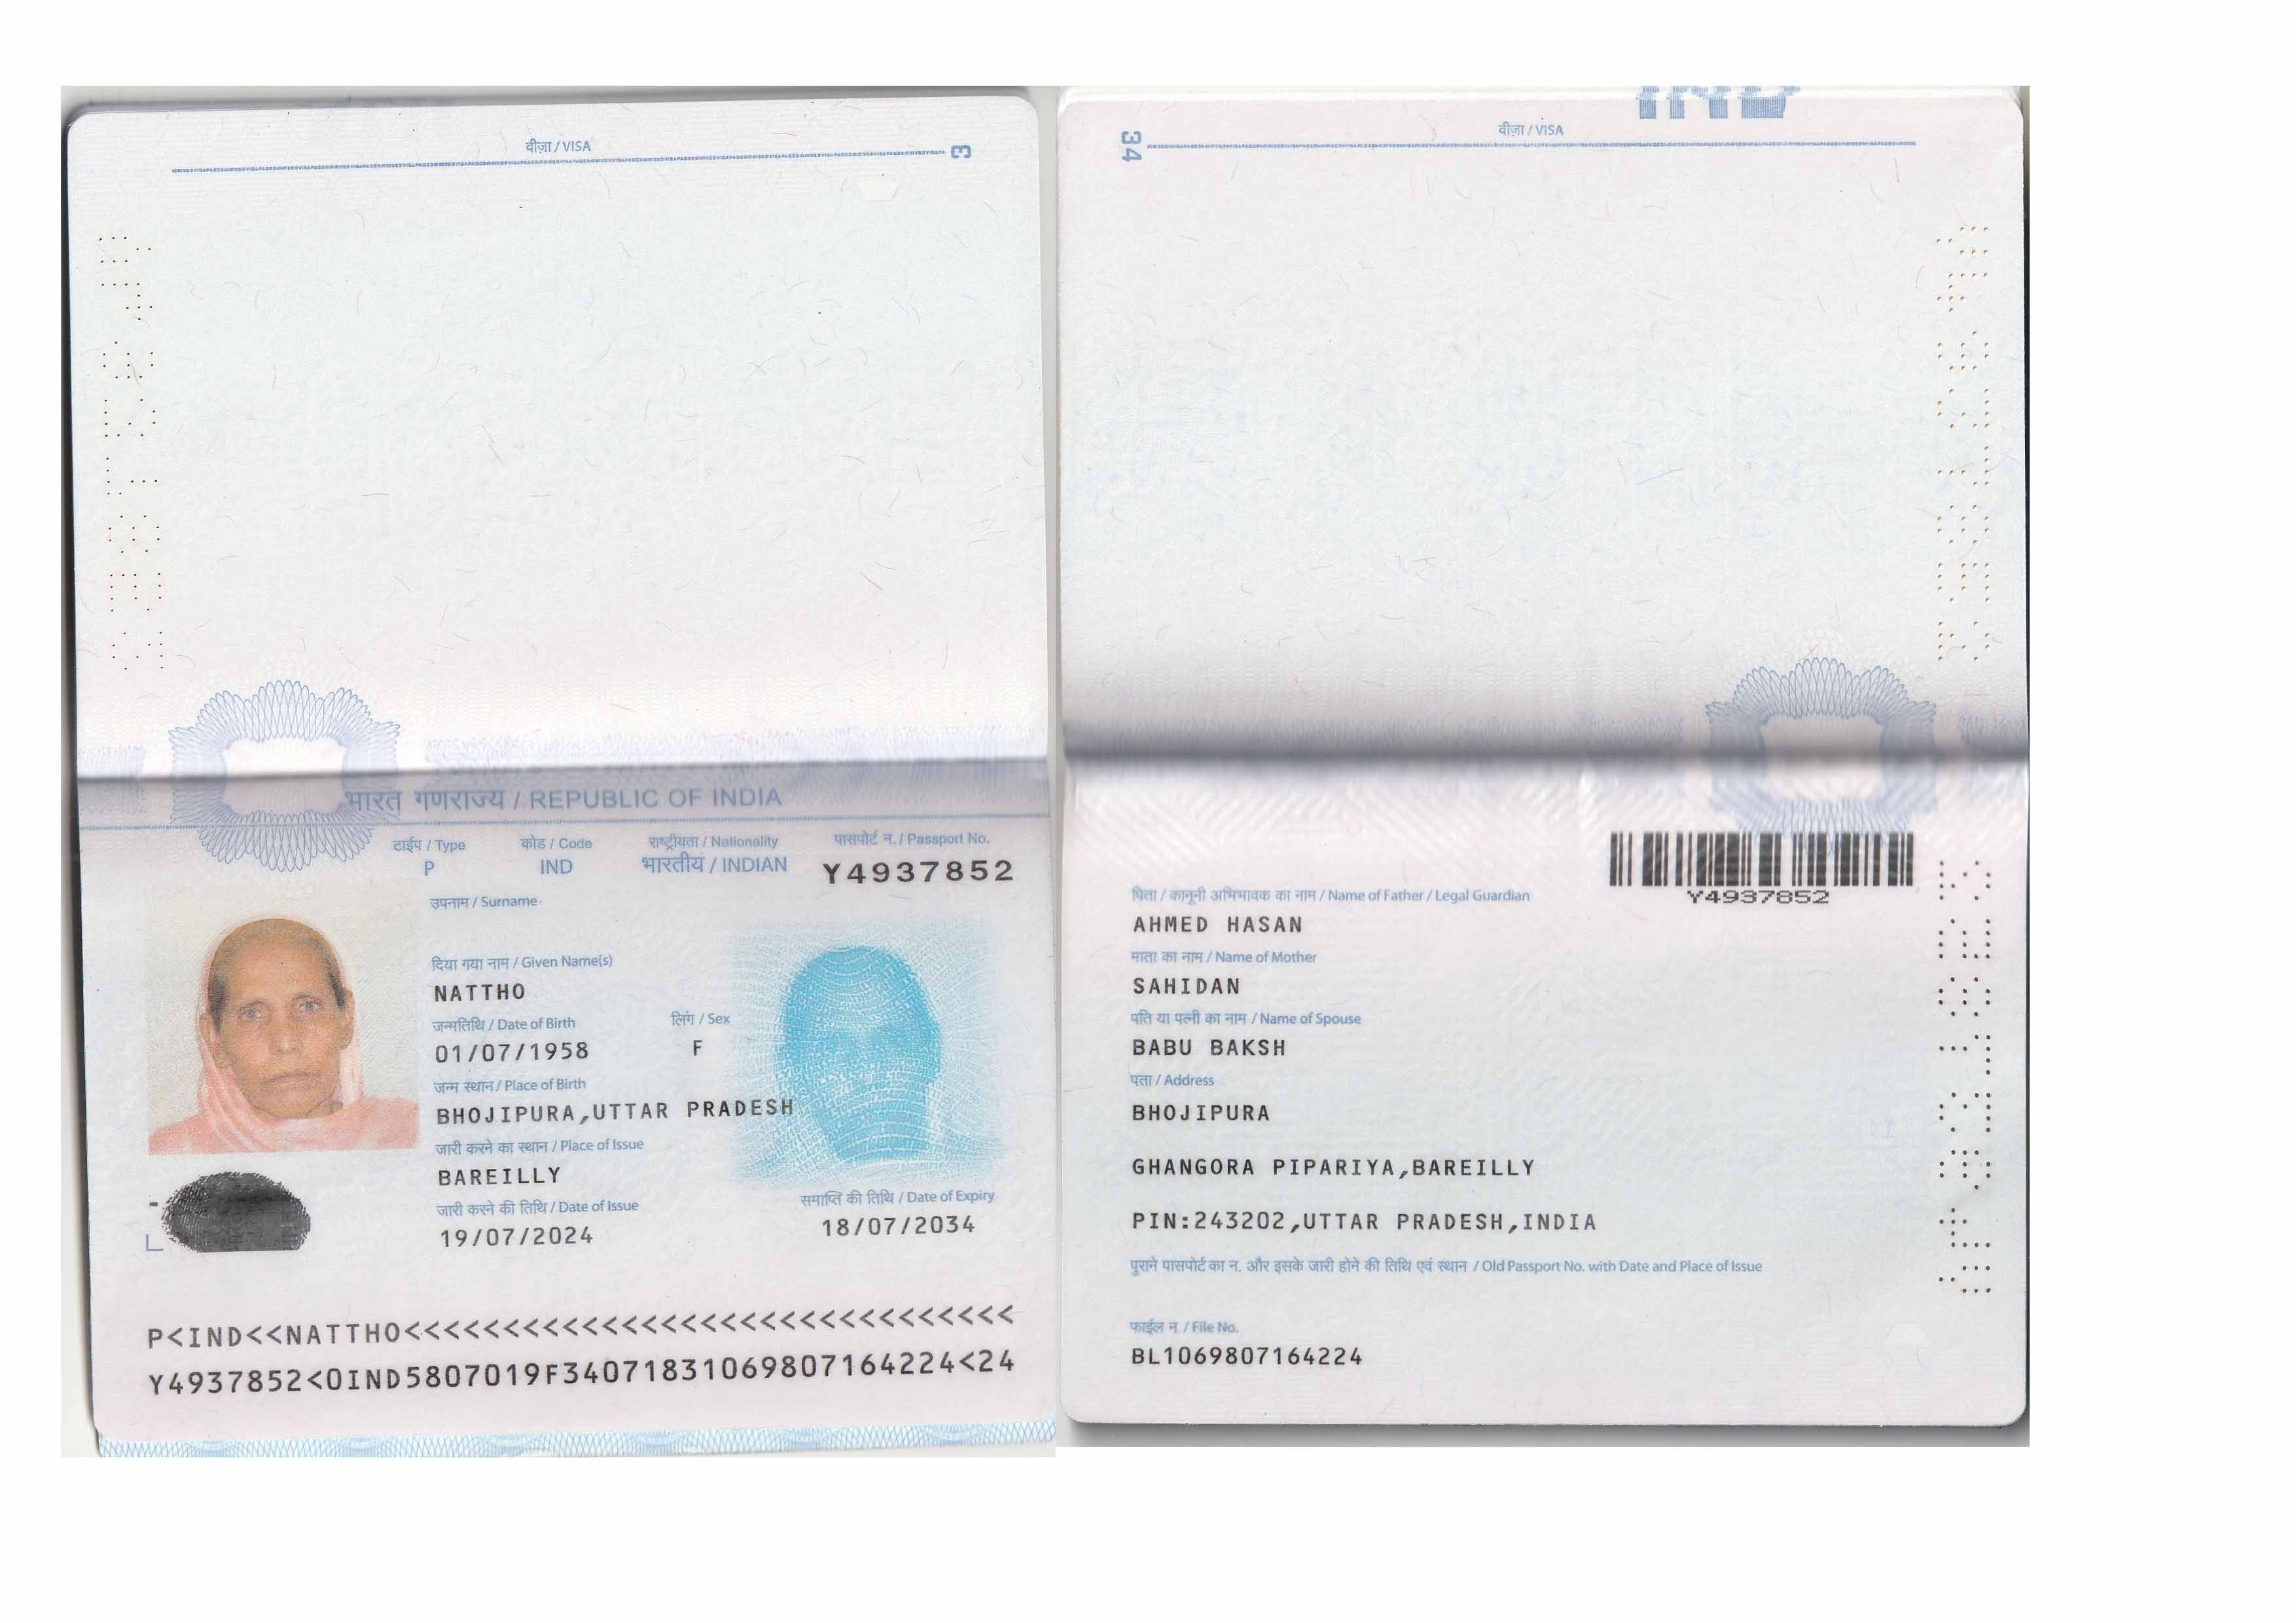 वीज़ा / VISA
3
भारत गणराज्य / REPUBLIC OF INDIA
टाईप / Type
कोड / Code
राष्ट्रीयता / Nationality
पासपोर्ट न. / Passport No.
P
IND
भारतीय / INDIAN
Y4937852
उपनाम / Surname
दिया गया नाम / Given Name(s)
NATTHO
जन्मतिथि / Date of Birth
लिंग / Sex
01/07/1958
F
जन्म स्थान / Place of Birth
BHOJIPURA,UTTAR PRADESH
जारी करने का स्थान / Place of Issue
BAREILLY
जारी करने की तिथि / Date of Issue
समाप्ति की तिथि / Date of Expiry
19/07/2024
18/07/2034
P<IND<<NATTHO<<<<<<<<<<<<<<<<<<<<<<<<<<<<<<<
Y4937852<0IND5807019F34071831069807164224<24
34
वीज़ा / VISA
IND
Y4937852
पिता / कानूनी अभिभावक का नाम / Name of Father / Legal Guardian
AHMED HASAN
माता का नाम / Name of Mother
SAHIDAN
पति या पत्नी का नाम / Name of Spouse
BABU BAKSH
पता / Address
BHOJIPURA
GHANGORA PIPARIYA,BAREILLY
PIN:243202,UTTAR PRADESH,INDIA
पुराने पासपोर्ट का न. और इसके जारी होने की तिथि एवं स्थान / Old Passport No. with Date and Place of Issue
फाईल न / File No.
BL1069807164224